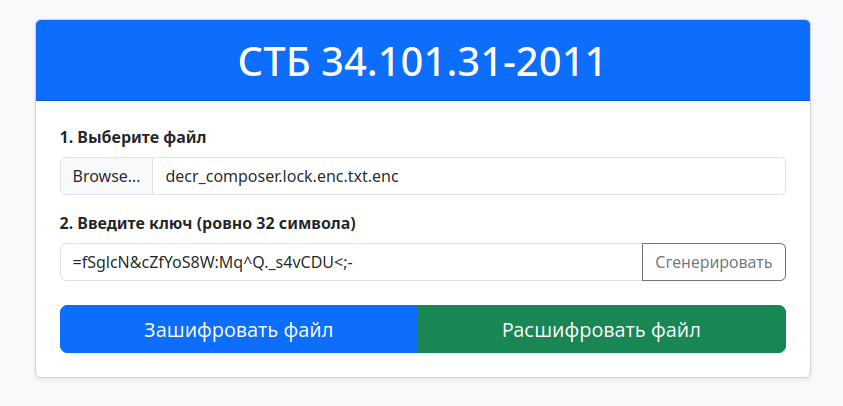 СТБ 34.101.31-2011
1. Выберите файл
Browse... decr_composer.lock.enc.txt.enc
2. Введите ключ (ровно 32 символа)
=fSglcN&cZfYoS8W:Mq^Q._s4vCDU<;-
Сгенерировать
Зашифровать файл
Расшифровать файл